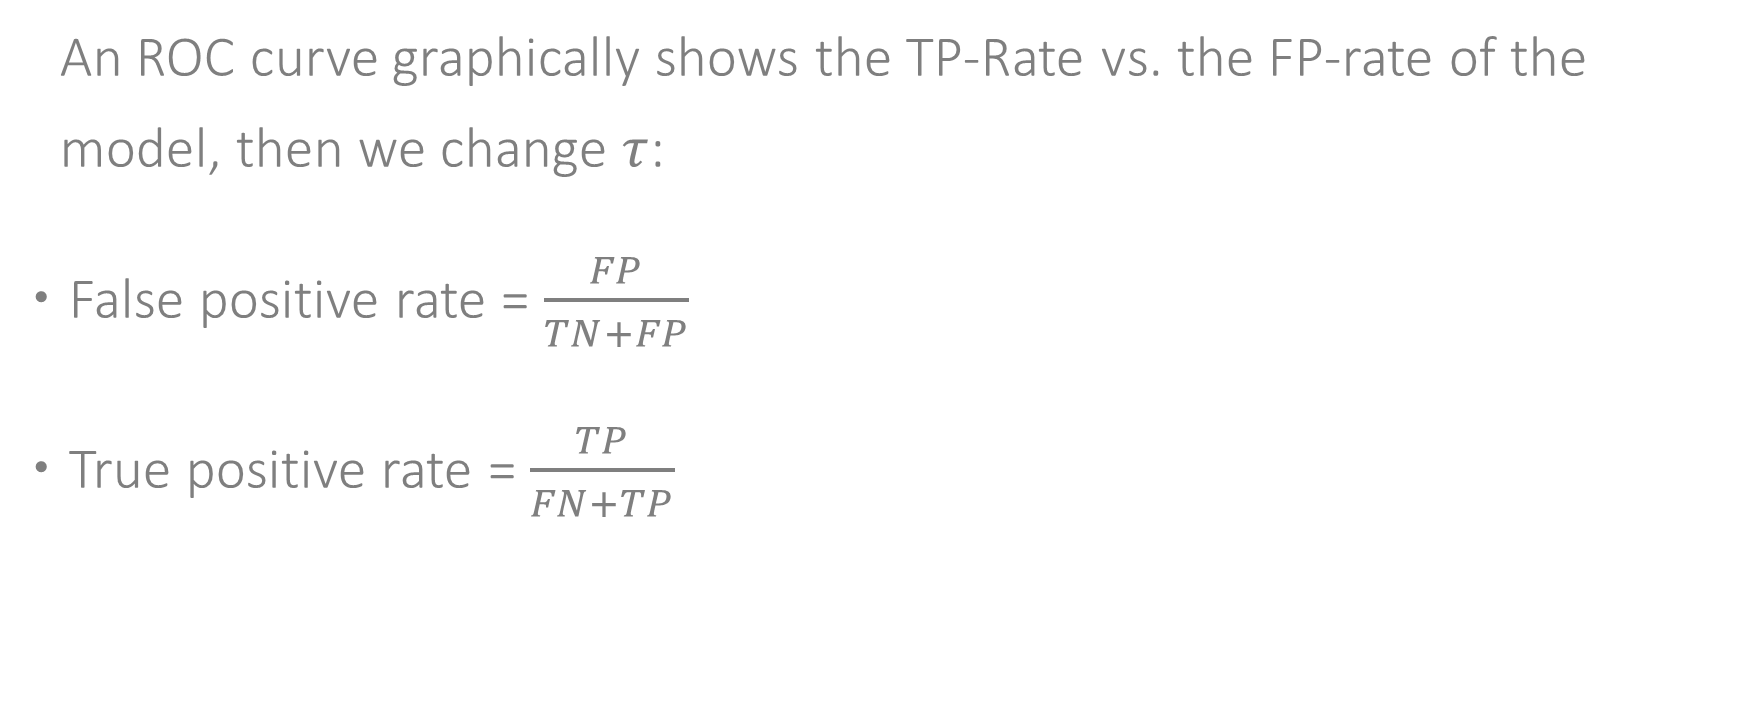 An ROC curve graphically shows the TP-Rate vs. the FP-rate of the
model, then we change τ:
• False positive rate = FP / TN+FP
• True positive rate = TP / FN+TP